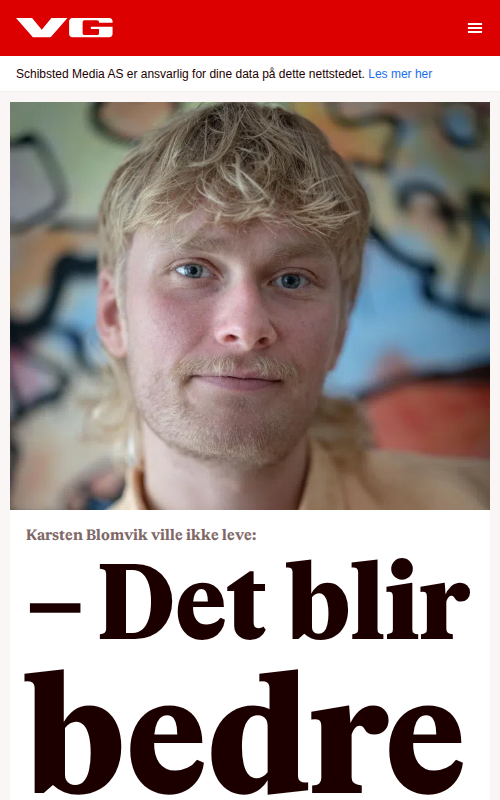 VG
Schibsted Media AS er ansvarlig for dine data på dette nettstedet. Les mer her
Karsten Blomvik ville ikke leve:
– Det blir
bedre